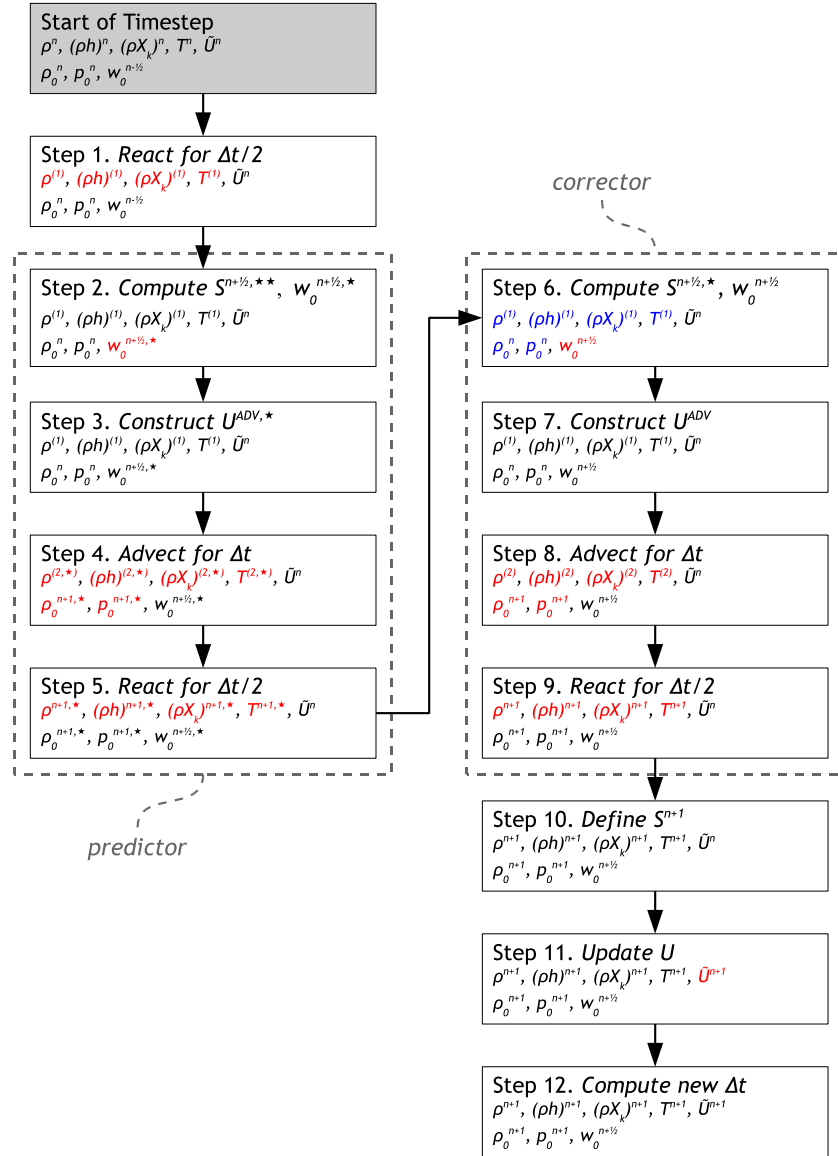 Start of Timestep
ρⁿ, (ρh)ⁿ, (ρXₖ)ⁿ, Tⁿ, Ũⁿ
ρ₀ⁿ, p₀ⁿ, w₀ⁿ⁻½
Step 1. React for Δt/2
ρ⁽¹⁾, (ρh)⁽¹⁾, (ρXₖ)⁽¹⁾, T⁽¹⁾, Ũⁿ
ρ₀ⁿ, p₀ⁿ, w₀ⁿ⁻½
Step 2. Compute Sⁿ⁺½,★★, w₀ⁿ⁺½,★
ρ⁽¹⁾, (ρh)⁽¹⁾, (ρXₖ)⁽¹⁾, T⁽¹⁾, Ũⁿ
ρ₀ⁿ, p₀ⁿ, w₀ⁿ⁺½,★
Step 3. Construct Uᴬᴰⱽ,★
ρ⁽¹⁾, (ρh)⁽¹⁾, (ρXₖ)⁽¹⁾, T⁽¹⁾, Ũⁿ
ρ₀ⁿ, p₀ⁿ, w₀ⁿ⁺½,★
Step 4. Advect for Δt
ρ⁽²,★⁾, (ρh)⁽²,★⁾, (ρXₖ)⁽²,★⁾, T⁽²,★⁾, Ũⁿ
ρ₀ⁿ⁺¹,★, p₀ⁿ⁺¹,★, w₀ⁿ⁺½,★
Step 5. React for Δt/2
ρⁿ⁺¹,★, (ρh)ⁿ⁺¹,★, (ρXₖ)ⁿ⁺¹,★, Tⁿ⁺¹,★, Ũⁿ
ρ₀ⁿ⁺¹,★, p₀ⁿ⁺¹,★, w₀ⁿ⁺½,★
predictor
corrector
Step 6. Compute Sⁿ⁺½,★, w₀ⁿ⁺½
ρ⁽¹⁾, (ρh)⁽¹⁾, (ρXₖ)⁽¹⁾, T⁽¹⁾, Ũⁿ
ρ₀ⁿ, p₀ⁿ, w₀ⁿ⁺½
Step 7. Construct Uᴬᴰⱽ
ρ⁽¹⁾, (ρh)⁽¹⁾, (ρXₖ)⁽¹⁾, T⁽¹⁾, Ũⁿ
ρ₀ⁿ, p₀ⁿ, w₀ⁿ⁺½
Step 8. Advect for Δt
ρ⁽²⁾, (ρh)⁽²⁾, (ρXₖ)⁽²⁾, T⁽²⁾, Ũⁿ
ρ₀ⁿ⁺¹, p₀ⁿ⁺¹, w₀ⁿ⁺½
Step 9. React for Δt/2
ρⁿ⁺¹, (ρh)ⁿ⁺¹, (ρXₖ)ⁿ⁺¹, Tⁿ⁺¹, Ũⁿ
ρ₀ⁿ⁺¹, p₀ⁿ⁺¹, w₀ⁿ⁺½
Step 10. Define Sⁿ⁺¹
ρⁿ⁺¹, (ρh)ⁿ⁺¹, (ρXₖ)ⁿ⁺¹, Tⁿ⁺¹, Ũⁿ
ρ₀ⁿ⁺¹, p₀ⁿ⁺¹, w₀ⁿ⁺½
Step 11. Update U
ρⁿ⁺¹, (ρh)ⁿ⁺¹, (ρXₖ)ⁿ⁺¹, Tⁿ⁺¹, Ũⁿ⁺¹
ρ₀ⁿ⁺¹, p₀ⁿ⁺¹, w₀ⁿ⁺½
Step 12. Compute new Δt
ρⁿ⁺¹, (ρh)ⁿ⁺¹, (ρXₖ)ⁿ⁺¹, Tⁿ⁺¹, Ũⁿ⁺¹
ρ₀ⁿ⁺¹, p₀ⁿ⁺¹, w₀ⁿ⁺½